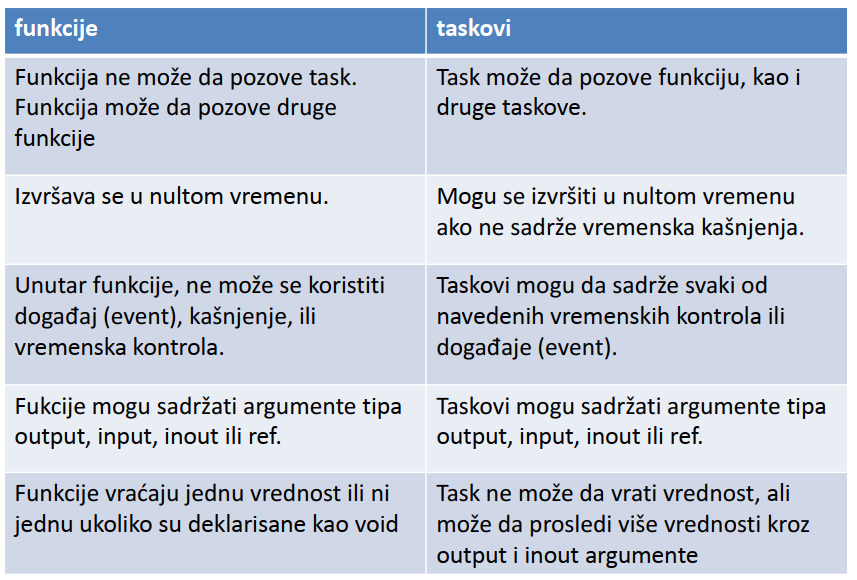 funkcije
taskovi
Funkcija ne može da pozove task.
Funkcija može da pozove druge
funkcije
Task može da pozove funkciju, kao i
druge taskove.
Izvršava se u nultom vremenu.
Mogu se izvršiti u nultom vremenu
ako ne sadrže vremenska kašnjenja.
Unutar funkcije, ne može se koristiti
događaj (event), kašnjenje, ili
vremenska kontrola.
Taskovi mogu da sadrže svaki od
navedenih vremenskih kontrola ili
događaje (event).
Fukcije mogu sadržati argumente tipa
output, input, inout ili ref.
Taskovi mogu sadržati argumente tipa
output, input, inout ili ref.
Funkcije vraćaju jednu vrednost ili ni
jednu ukoliko su deklarisane kao void
Task ne može da vrati vrednost, ali
može da prosledi više vrednosti kroz
output i inout argumente